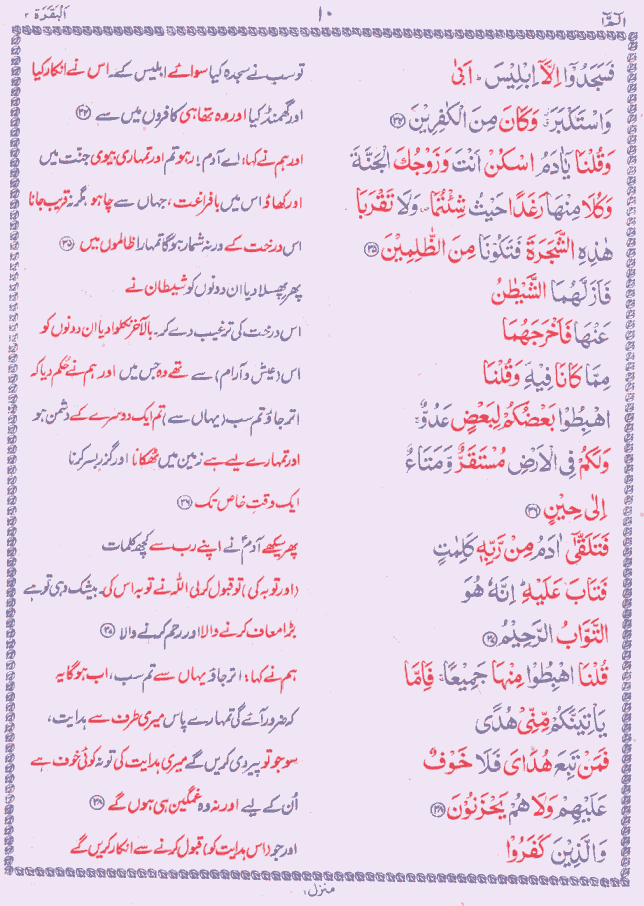 الٓمّٓ ١
١٠
اَلْبَقَرَة ٢
فَسَجَدُوْٓا اِلَّآ اِبْلِيْسَ ؕ اَبٰى
تو سب نے سجدہ کیا سوائے ابلیس کے۔ اس نے انکار کیا
وَاسْتَكْبَرَ ٭ۗ وَكَانَ مِنَ الْكٰفِرِيْنَ ﴿۳۴﴾
اور گھمنڈ کیا اور وہ تھا ہی کافروں میں سے ﴿۳۴﴾
وَقُلْنَا يٰٓاٰدَمُ اسْكُنْ اَنْتَ وَزَوْجُكَ الْجَنَّةَ
اور ہم نے کہا: اے آدم! رہو تم اور تمہاری بیوی جنّت میں
وَكُلَا مِنْهَا رَغَدًا حَيْثُ شِئْتُمَا ۪ وَلَا تَقْرَبَا
اور کھاؤ اس میں بافراغت، جہاں سے چاہو مگر نہ قریب جانا
هٰذِهِ الشَّجَرَةَ فَتَكُوْنَا مِنَ الظّٰلِمِيْنَ ﴿۳۵﴾
اس درخت کے ورنہ شمار ہوگا تمہارا ظالموں میں ﴿۳۵﴾
فَاَزَلَّهُمَا الشَّيْطٰنُ
پھر پھسلا دیا ان دونوں کو شیطان نے
عَنْهَا فَاَخْرَجَهُمَا
اس درخت کی ترغیب دے کر۔ بالآخر نکلوا دیا ان دونوں کو
مِمَّا كَانَا فِيْهِ ۪ وَقُلْنَا
اس (عیش و آرام) سے تھے وہ جس میں اور ہم نے حُکم دیا کہ
اهْبِطُوْا بَعْضُكُمْ لِبَعْضٍ عَدُوٌّ ۚ
اتر جاؤ تم سب (یہاں سے) تم ایک دوسرے کے دشمن ہو
وَلَكُمْ فِى الْاَرْضِ مُسْتَقَرٌّ وَّمَتَاعٌ
اور تمہارے لیے ہے زمین میں ٹھکانا اور گزر بسر کرنا
اِلٰى حِيْنٍ ﴿۳۶﴾
ایک وقتِ خاص تک ﴿۳۶﴾
فَتَلَقّٰٓى اٰدَمُ مِنْ رَّبِّهٖ كَلِمٰتٍ
پھر سیکھے آدمؑ نے اپنے رب سے کچھ کلمات
فَتَابَ عَلَيْهِ ؕ اِنَّهٗ هُوَ
(اور توبہ کی) تو قبول کرلی اللہ نے توبہ اس کی۔ بیشک وہی تو ہے
التَّوَّابُ الرَّحِيْمُ ﴿۳۷﴾
بڑا معاف کرنے والا اور رحم کرنے والا ﴿۳۷﴾
قُلْنَا اهْبِطُوْا مِنْهَا جَمِيْعًا ۚ فَاِمَّا
ہم نے کہا: اتر جاؤ یہاں سے تم سب، اب ہوگا یہ
يَاْتِيَنَّكُمْ مِّنِّىْ هُدًى
کہ ضرور آئے گی تمہارے پاس میری طرف سے ہدایت،
فَمَنْ تَبِعَ هُدَاىَ فَلَا خَوْفٌ
سو جو تو پیروی کریں گے میری ہدایت کی تو نہ کوئی خوف ہے
عَلَيْهِمْ وَلَا هُمْ يَحْزَنُوْنَ ﴿۳۸﴾
اُن کے لیے اور نہ وہ غمگین ہی ہوں گے ﴿۳۸﴾
وَالَّذِيْنَ كَفَرُوْا
اور جو (اس ہدایت کو) قبول کرنے سے انکار کریں گے
منزل ۱